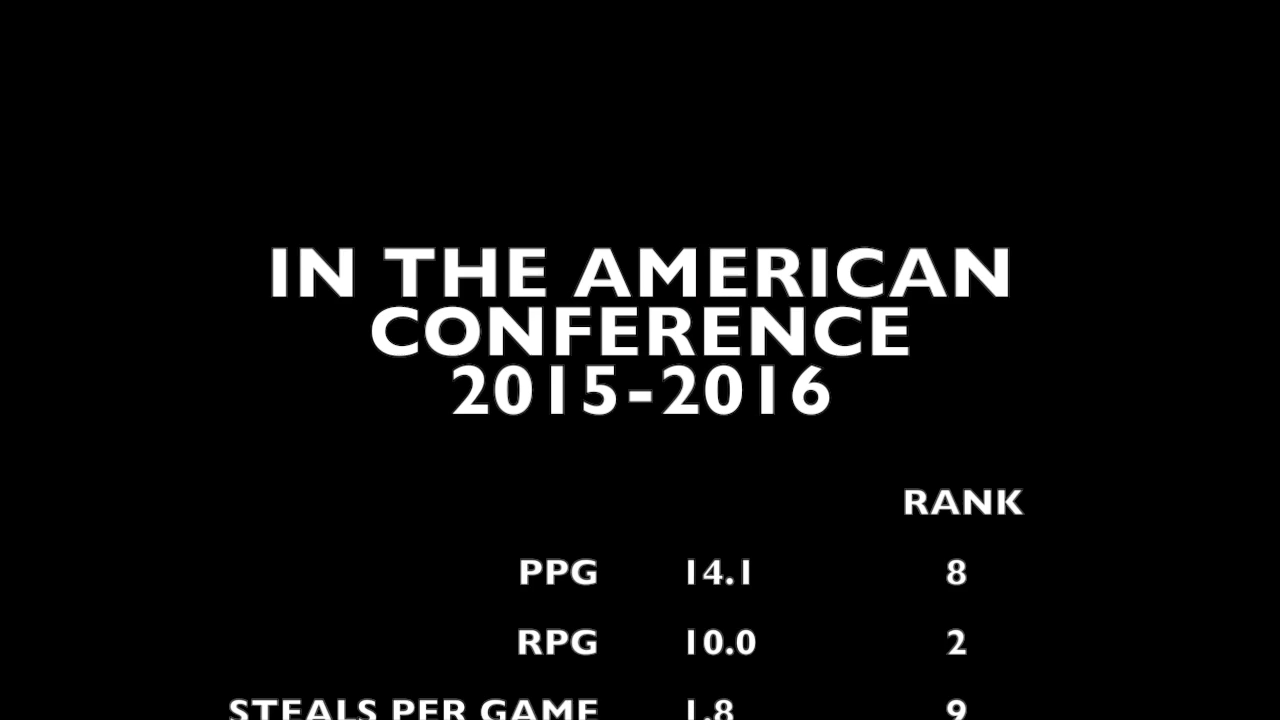 IN THE AMERICAN
CONFERENCE
2015-2016
RANK
PPG 14.1 8
RPG 10.0 2
STEALS PER GAME 1.8 9